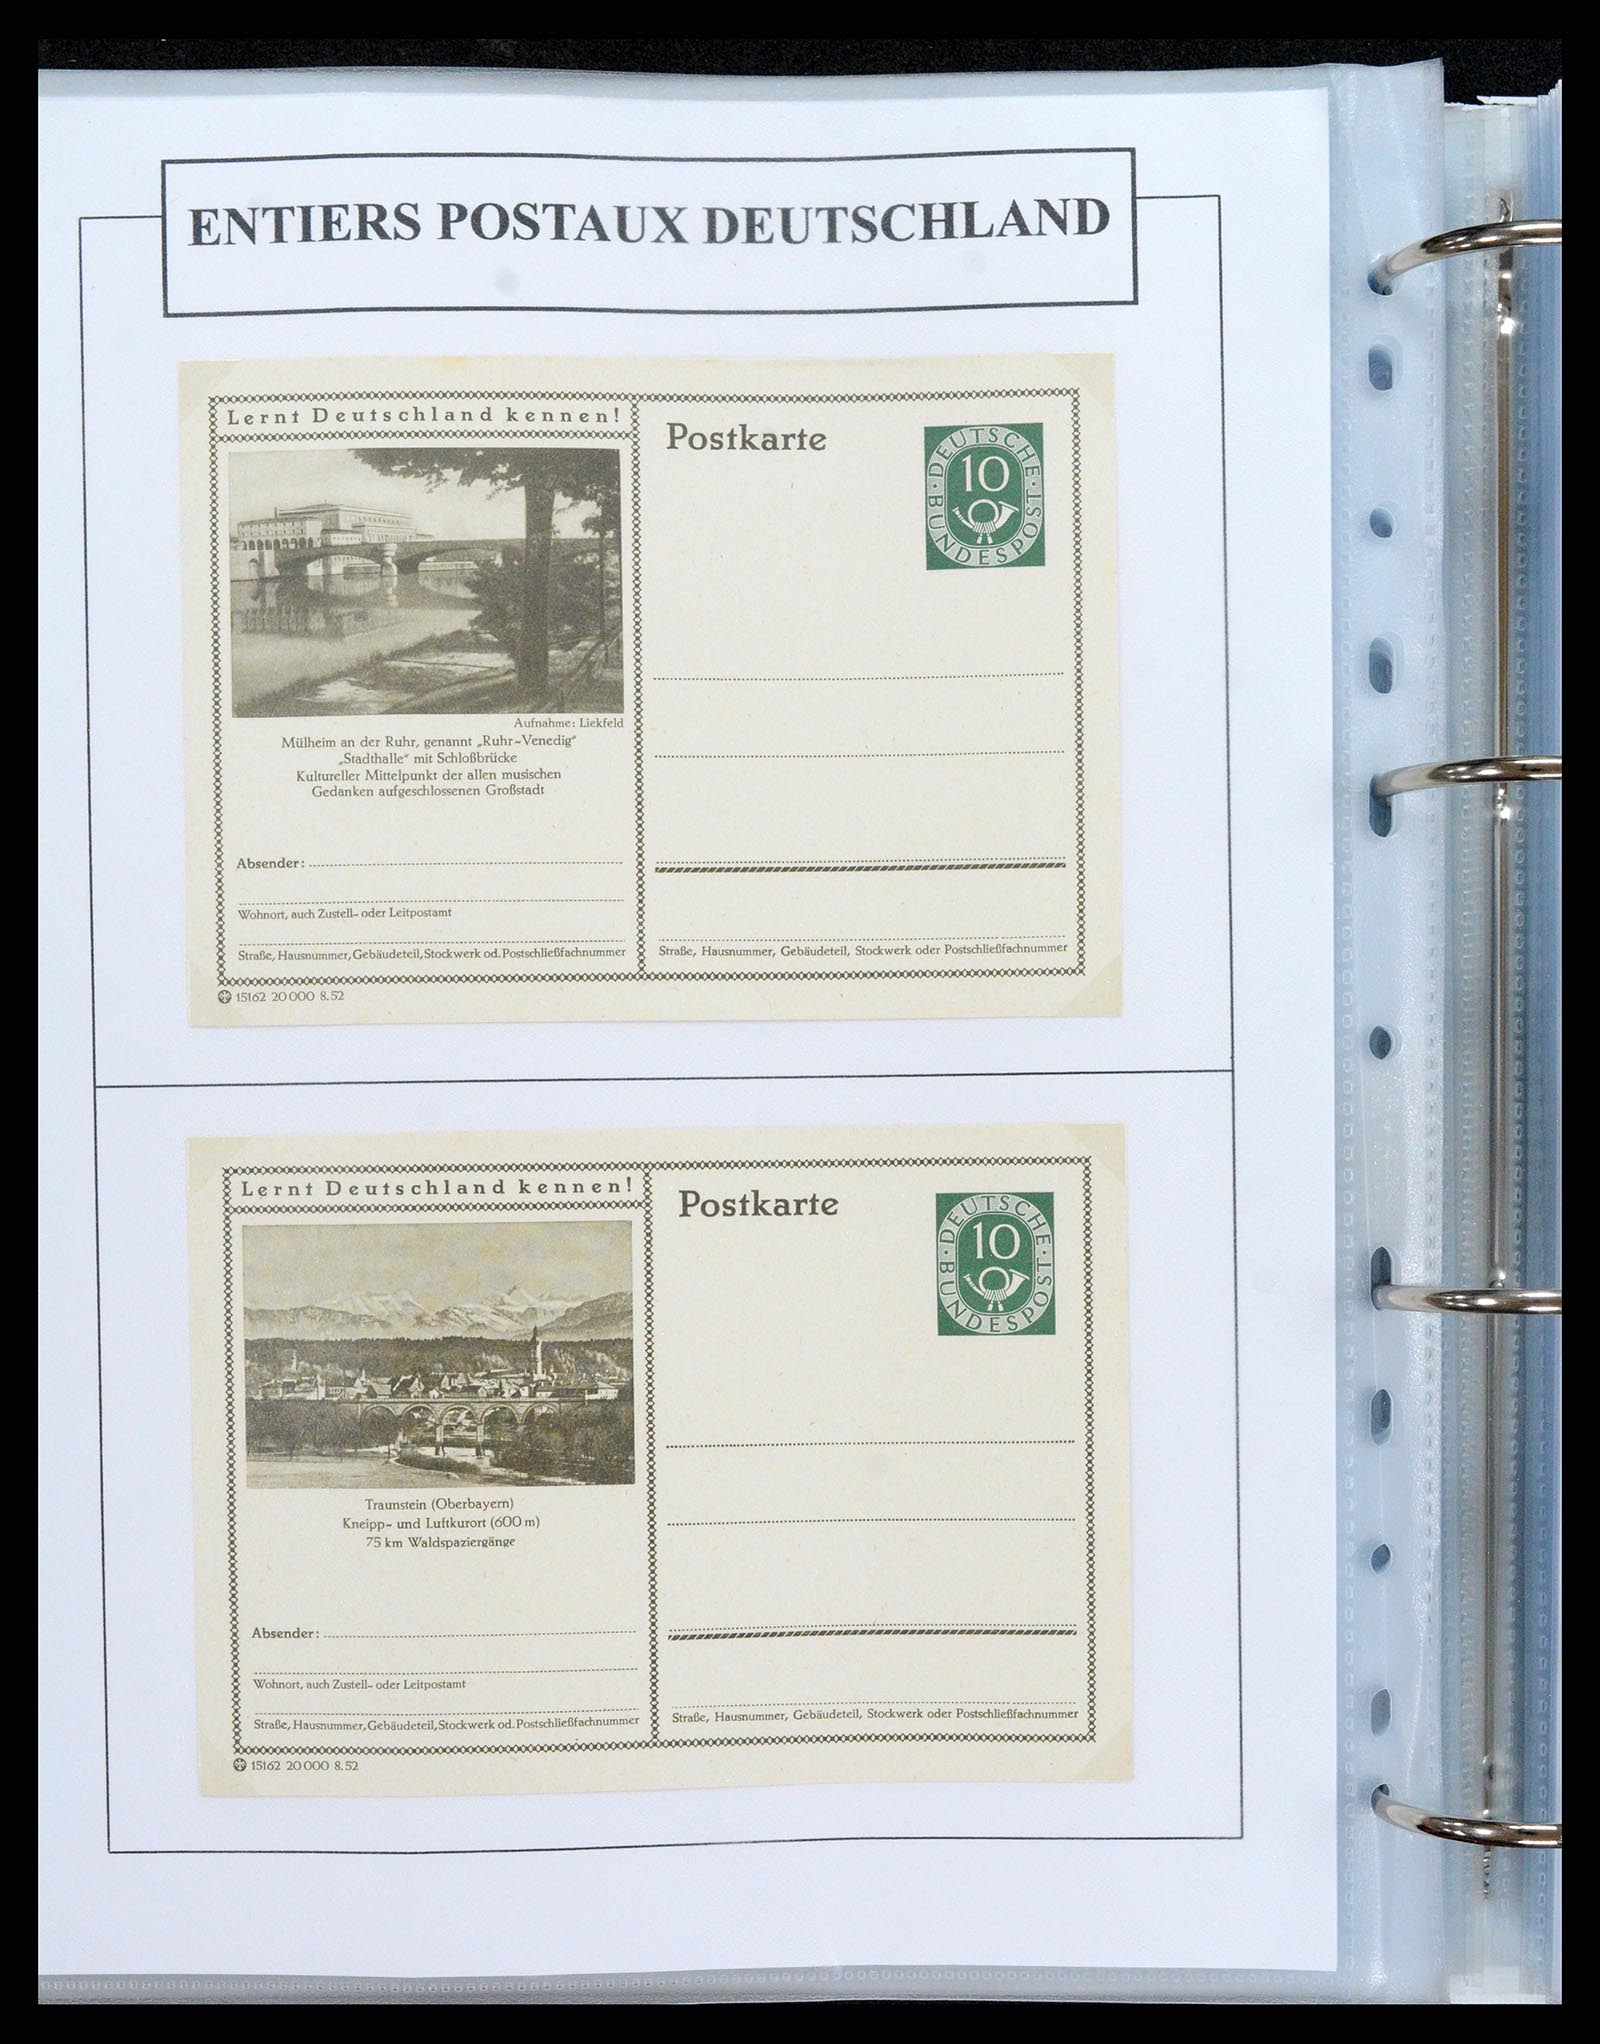 ENTIERS POSTAUX DEUTSCHLAND
Lernt Deutschland kennen!
Postkarte
DEUTSCHE
10
BUNDESPOST
Aufnahme: Liekfeld
Mülheim an der Ruhr, genannt „Ruhr-Venedig“
„Stadthalle“ mit Schloßbrücke
Kultureller Mittelpunkt der allen musischen
Gedanken aufgeschlossenen Großstadt
Absender:
Wohnort, auch Zustell- oder Leitpostamt
Straße, Hausnummer, Gebäudeteil, Stockwerk od. Postschließfachnummer
Straße, Hausnummer, Gebäudeteil, Stockwerk oder Postschließfachnummer
15162 20 000 8.52
Lernt Deutschland kennen!
Postkarte
DEUTSCHE
10
BUNDESPOST
Traunstein (Oberbayern)
Kneipp- und Luftkurort (600 m)
75 km Waldspaziergänge
Absender:
Wohnort, auch Zustell- oder Leitpostamt
Straße, Hausnummer, Gebäudeteil, Stockwerk od. Postschließfachnummer
Straße, Hausnummer, Gebäudeteil, Stockwerk oder Postschließfachnummer
15162 20 000 8.52